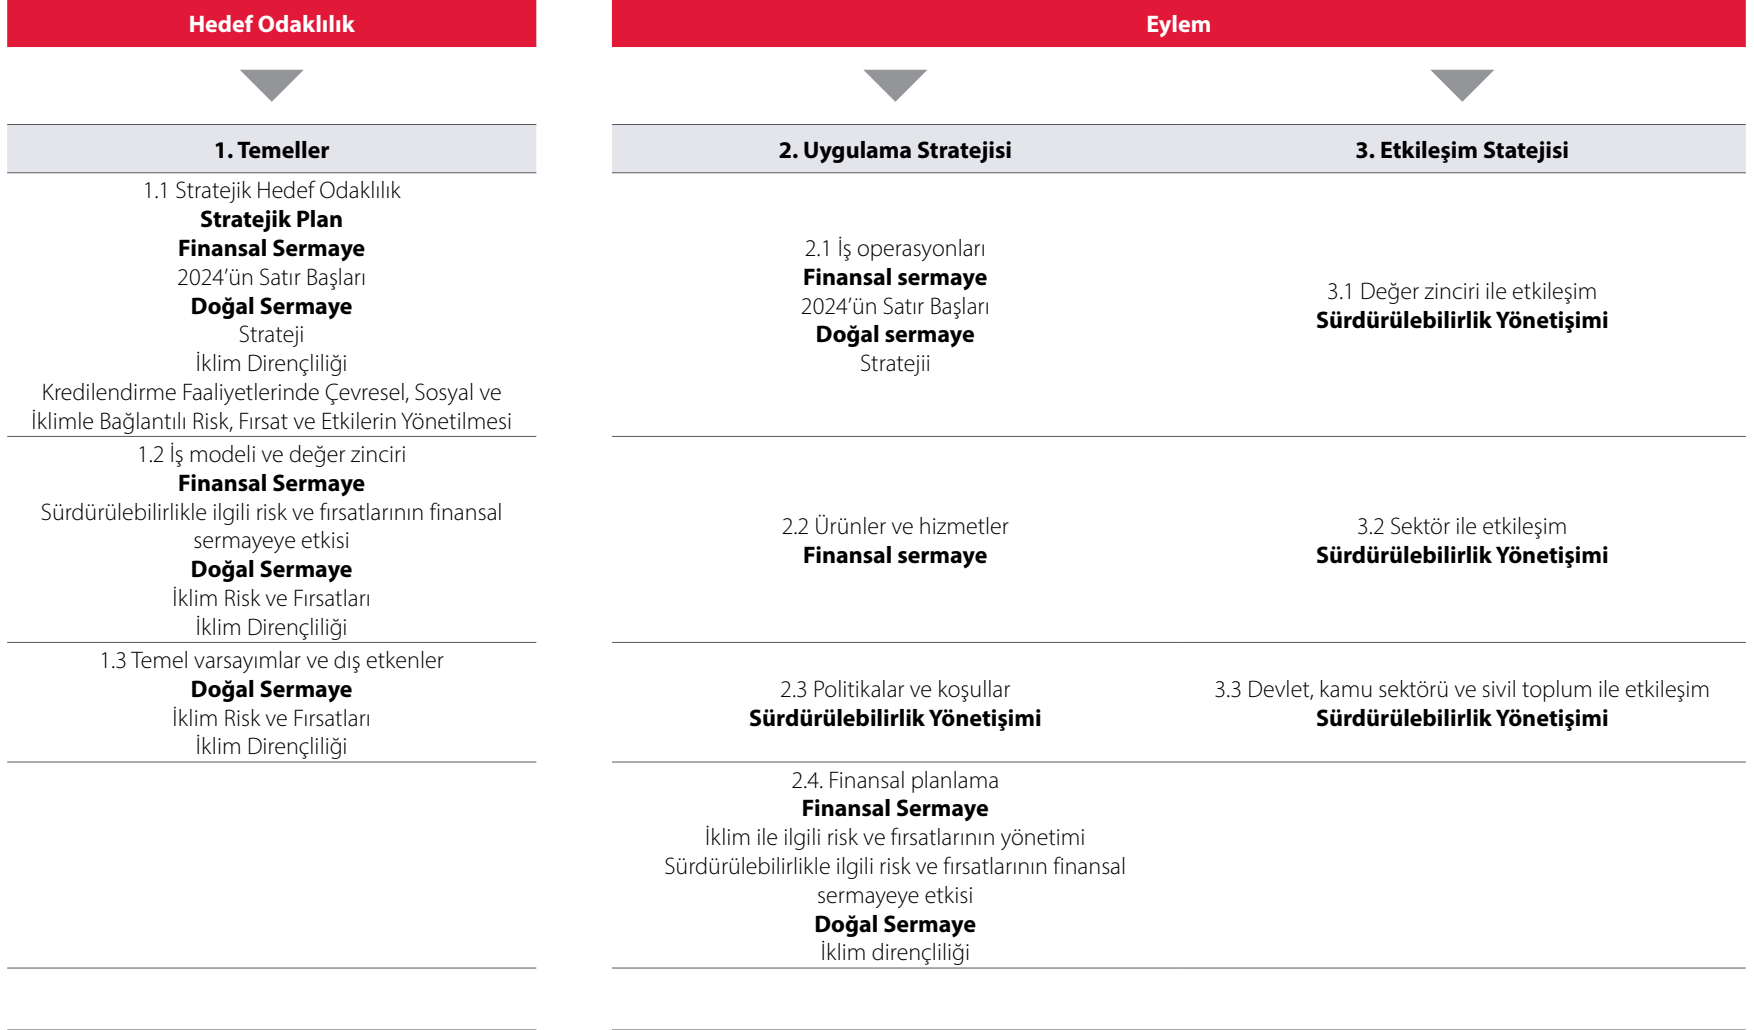 Hedef Odaklılık
Eylem
1. Temeller
2. Uygulama Stratejisi
3. Etkileşim Statejisi
1.1 Stratejik Hedef Odaklılık
Stratejik Plan
Finansal Sermaye
2024’ün Satır Başları
Doğal Sermaye
Strateji
İklim Dirençliliği
Kredilendirme Faaliyetlerinde Çevresel, Sosyal ve
İklimle Bağlantılı Risk, Fırsat ve Etkilerin Yönetilmesi
2.1 İş operasyonları
Finansal sermaye
2024’ün Satır Başları
Doğal sermaye
Stratejii
3.1 Değer zinciri ile etkileşim
Sürdürülebilirlik Yönetişimi
1.2 İş modeli ve değer zinciri
Finansal Sermaye
Sürdürülebilirlikle ilgili risk ve fırsatlarının finansal
sermayeye etkisi
Doğal Sermaye
İklim Risk ve Fırsatları
İklim Dirençliliği
2.2 Ürünler ve hizmetler
Finansal sermaye
3.2 Sektör ile etkileşim
Sürdürülebilirlik Yönetişimi
1.3 Temel varsayımlar ve dış etkenler
Doğal Sermaye
İklim Risk ve Fırsatları
İklim Dirençliliği
2.3 Politikalar ve koşullar
Sürdürülebilirlik Yönetişimi
3.3 Devlet, kamu sektörü ve sivil toplum ile etkileşim
Sürdürülebilirlik Yönetişimi
2.4. Finansal planlama
Finansal Sermaye
İklim ile ilgili risk ve fırsatlarının yönetimi
Sürdürülebilirlikle ilgili risk ve fırsatlarının finansal
sermayeye etkisi
Doğal Sermaye
İklim dirençliliği